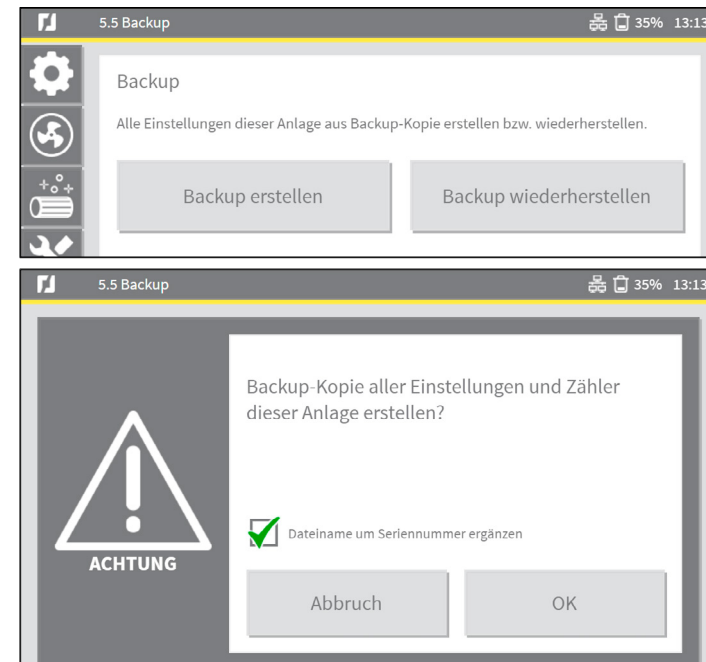 5.5 Backup 35% 13:13
Backup
Alle Einstellungen dieser Anlage aus Backup-Kopie erstellen bzw. wiederherstellen.
Backup erstellen Backup wiederherstellen
5.5 Backup 35% 13:13
Backup-Kopie aller Einstellungen und Zähler
dieser Anlage erstellen?
Dateiname um Seriennummer ergänzen
ACHTUNG
Abbruch OK